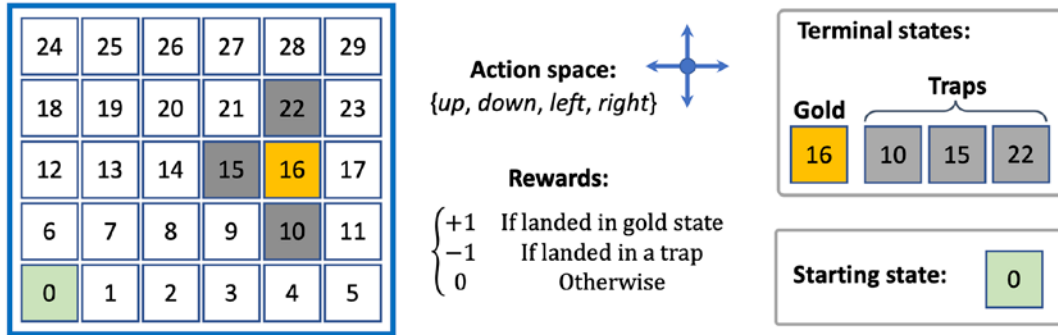 24 25 26 27 28 29
18 19 20 21 22 23
12 13 14 15 16 17
6 7 8 9 10 11
0 1 2 3 4 5
Action space:
{up, down, left, right}
Rewards:
+1 If landed in gold state
−1 If landed in a trap
0 Otherwise
Terminal states:
Traps
Gold
16 10 15 22
Starting state: 0